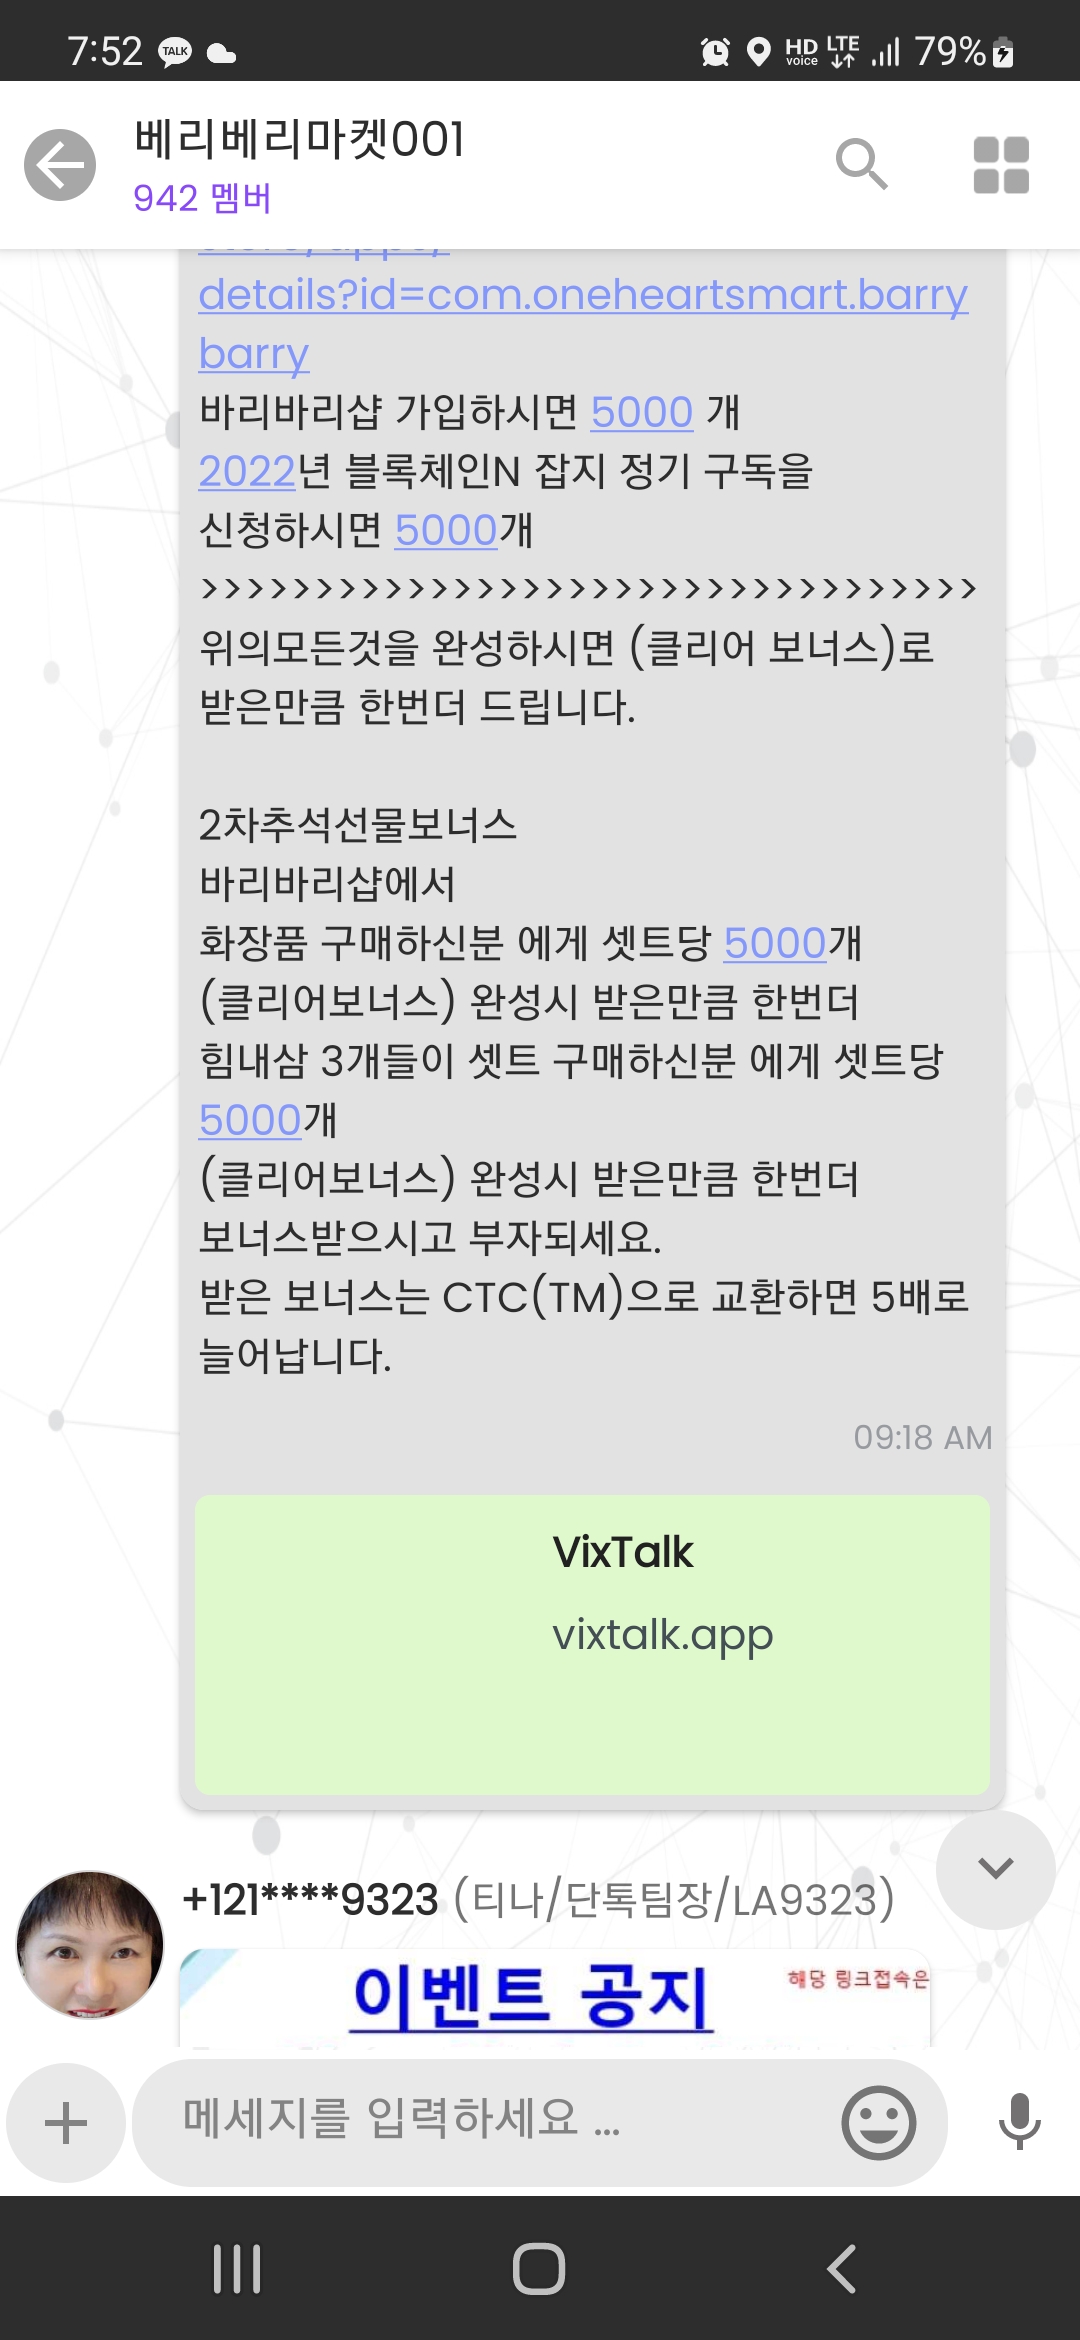 7:52
TALK
HD voice LTE 79%
베리베리마켓001
942 멤버
details?id=com.oneheartsmart.barry
barry
바리바리샵 가입하시면 5000 개
2022년 블록체인N 잡지 정기 구독을
신청하시면 5000개
>>>>>>>>>>>>>>>>>>>>>>>>>>>>>>>>>>
위의모든것을 완성하시면 (클리어 보너스)로
받은만큼 한번더 드립니다.
2차추석선물보너스
바리바리샵에서
화장품 구매하신분 에게 셋트당 5000개
(클리어보너스) 완성시 받은만큼 한번더
힘내삼 3개들이 셋트 구매하신분 에게 셋트당
5000개
(클리어보너스) 완성시 받은만큼 한번더
보너스받으시고 부자되세요.
받은 보너스는 CTC(TM)으로 교환하면 5배로
늘어납니다.
09:18 AM
VixTalk
vixtalk.app
+121****9323 (티나/단톡팀장/LA9323)
이벤트 공지
해당 링크접속은
메세지를 입력하세요 ...